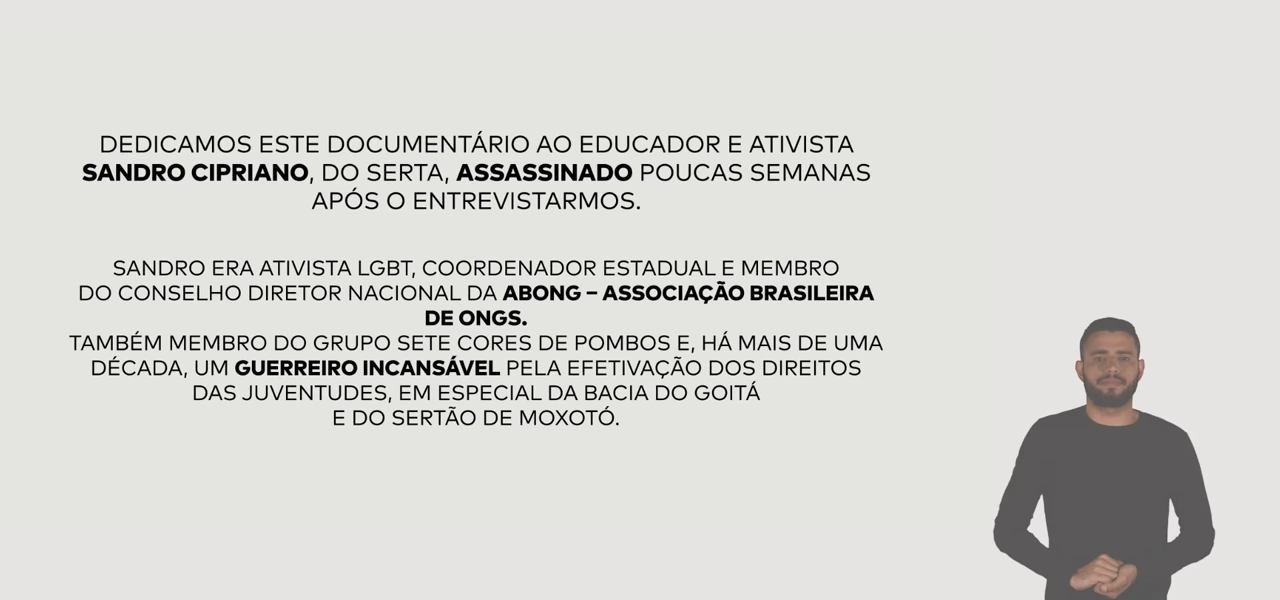 DEDICAMOS ESTE DOCUMENTÁRIO AO EDUCADOR E ATIVISTA
SANDRO CIPRIANO, DO SERTA, ASSASSINADO POUCAS SEMANAS
APÓS O ENTREVISTARMOS.
SANDRO ERA ATIVISTA LGBT, COORDENADOR ESTADUAL E MEMBRO
DO CONSELHO DIRETOR NACIONAL DA ABONG – ASSOCIAÇÃO BRASILEIRA
DE ONGS.
TAMBÉM MEMBRO DO GRUPO SETE CORES DE POMBOS E, HÁ MAIS DE UMA
DÉCADA, UM GUERREIRO INCANSÁVEL PELA EFETIVAÇÃO DOS DIREITOS
DAS JUVENTUDES, EM ESPECIAL DA BACIA DO GOITÁ
E DO SERTÃO DE MOXOTÓ.